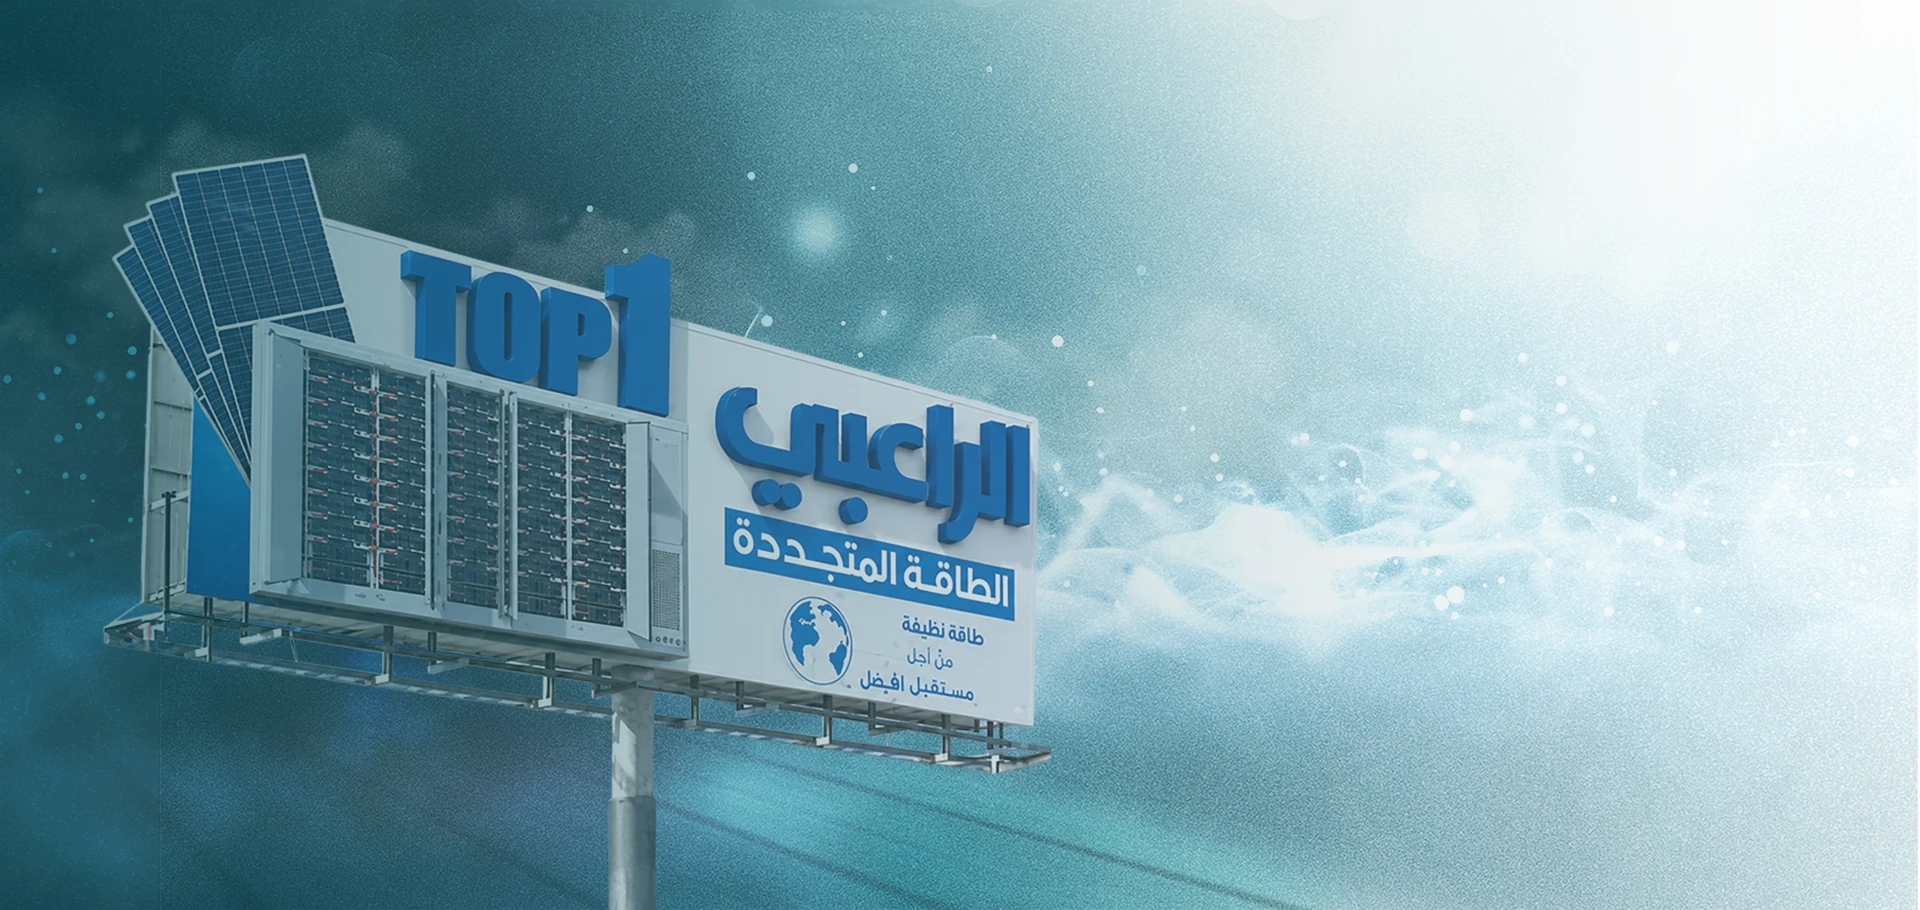 TOP1
الراعبي
الطاقة المتجددة
طاقة نظيفة
من أجل
مستقبل افضل